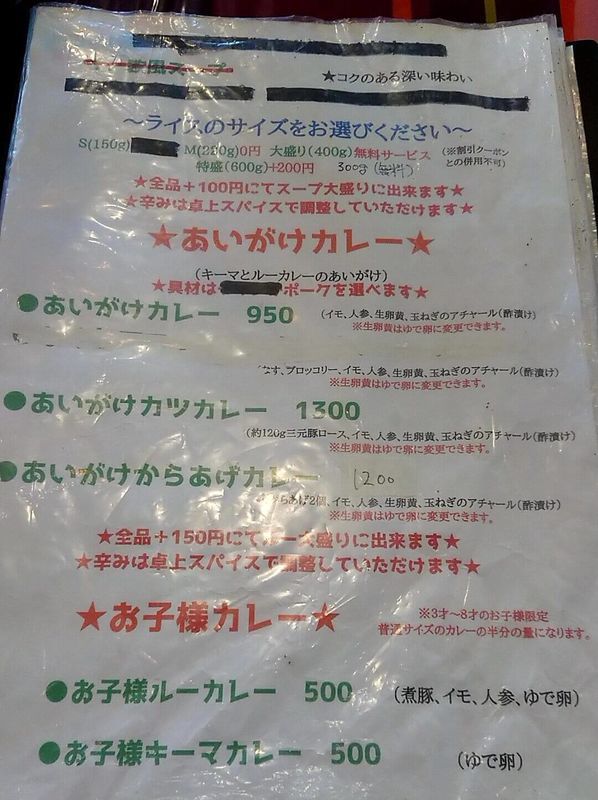 ★コクのある深い味わい
～ライスのサイズをお選びください～
S(150g) M(220g)0円 大盛り(400g)無料サービス (※割引クーポンとの併用不可)
特盛(600g)+200円 300g(無料)
★全品＋100円にてスープ大盛りに出来ます★
★辛みは卓上スパイスで調整していただけます★
★あいがけカレー★
(キーマとルーカレーのあいがけ)
★具材は ポークを選べます★
●あいがけカレー 950 (イモ、人参、生卵黄、玉ねぎのアチャール(酢漬け)
※生卵黄はゆで卵に変更できます。
なす、ブロッコリー、イモ、人参、生卵黄、玉ねぎのアチャール(酢漬け)
※生卵黄はゆで卵に変更できます。
●あいがけカツカレー 1300
(約120g三元豚ロース、イモ、人参、生卵黄、玉ねぎのアチャール(酢漬け)
※生卵黄はゆで卵に変更できます。
●あいがけからあげカレー 1200
らあげ2個、イモ、人参、生卵黄、玉ねぎのアチャール(酢漬け)
※生卵黄はゆで卵に変更できます。
★全品＋150円にてルー大盛りに出来ます★
★辛みは卓上スパイスで調整していただけます★
★お子様カレー★
※3才～8才のお子様限定
普通サイズのカレーの半分の量になります。
●お子様ルーカレー 500 (煮豚、イモ、人参、ゆで卵)
●お子様キーマカレー 500 (ゆで卵)